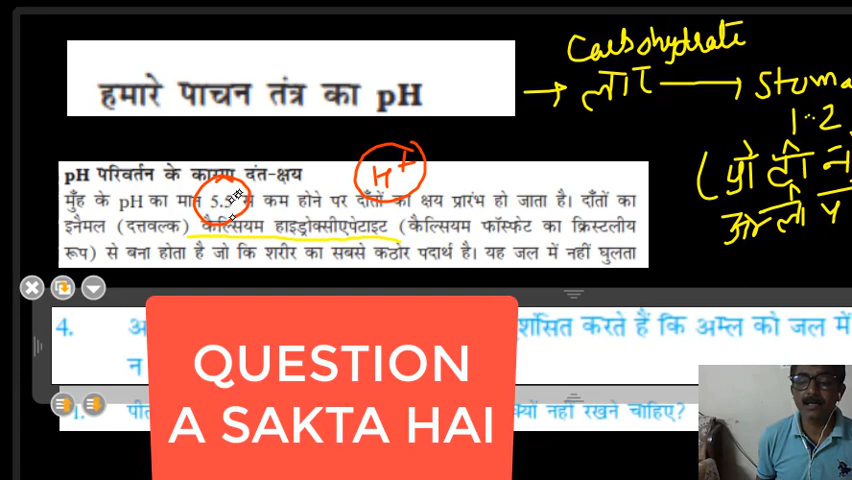 हमारे पाचन तंत्र का pH
Carbohydrate
→ लार → Stoma
1..2
pH परिवर्तन के कारण दंत-क्षय
H+
मुँह के pH का मान 5.5 से कम होने पर दाँतों का क्षय प्रारंभ हो जाता है। दाँतों का
इनैमल (दत्तवल्क) कैल्सियम हाइड्रोक्सीएपेटाइट (कैल्सियम फॉस्फेट का क्रिस्टलीय
रूप) से बना होता है जो कि शरीर का सबसे कठोर पदार्थ है। यह जल में नहीं घुलता
4. शंसित करते हैं कि अम्ल को जल में
न
QUESTION
A SAKTA HAI
1. क्यों नहीं रखने चाहिए?